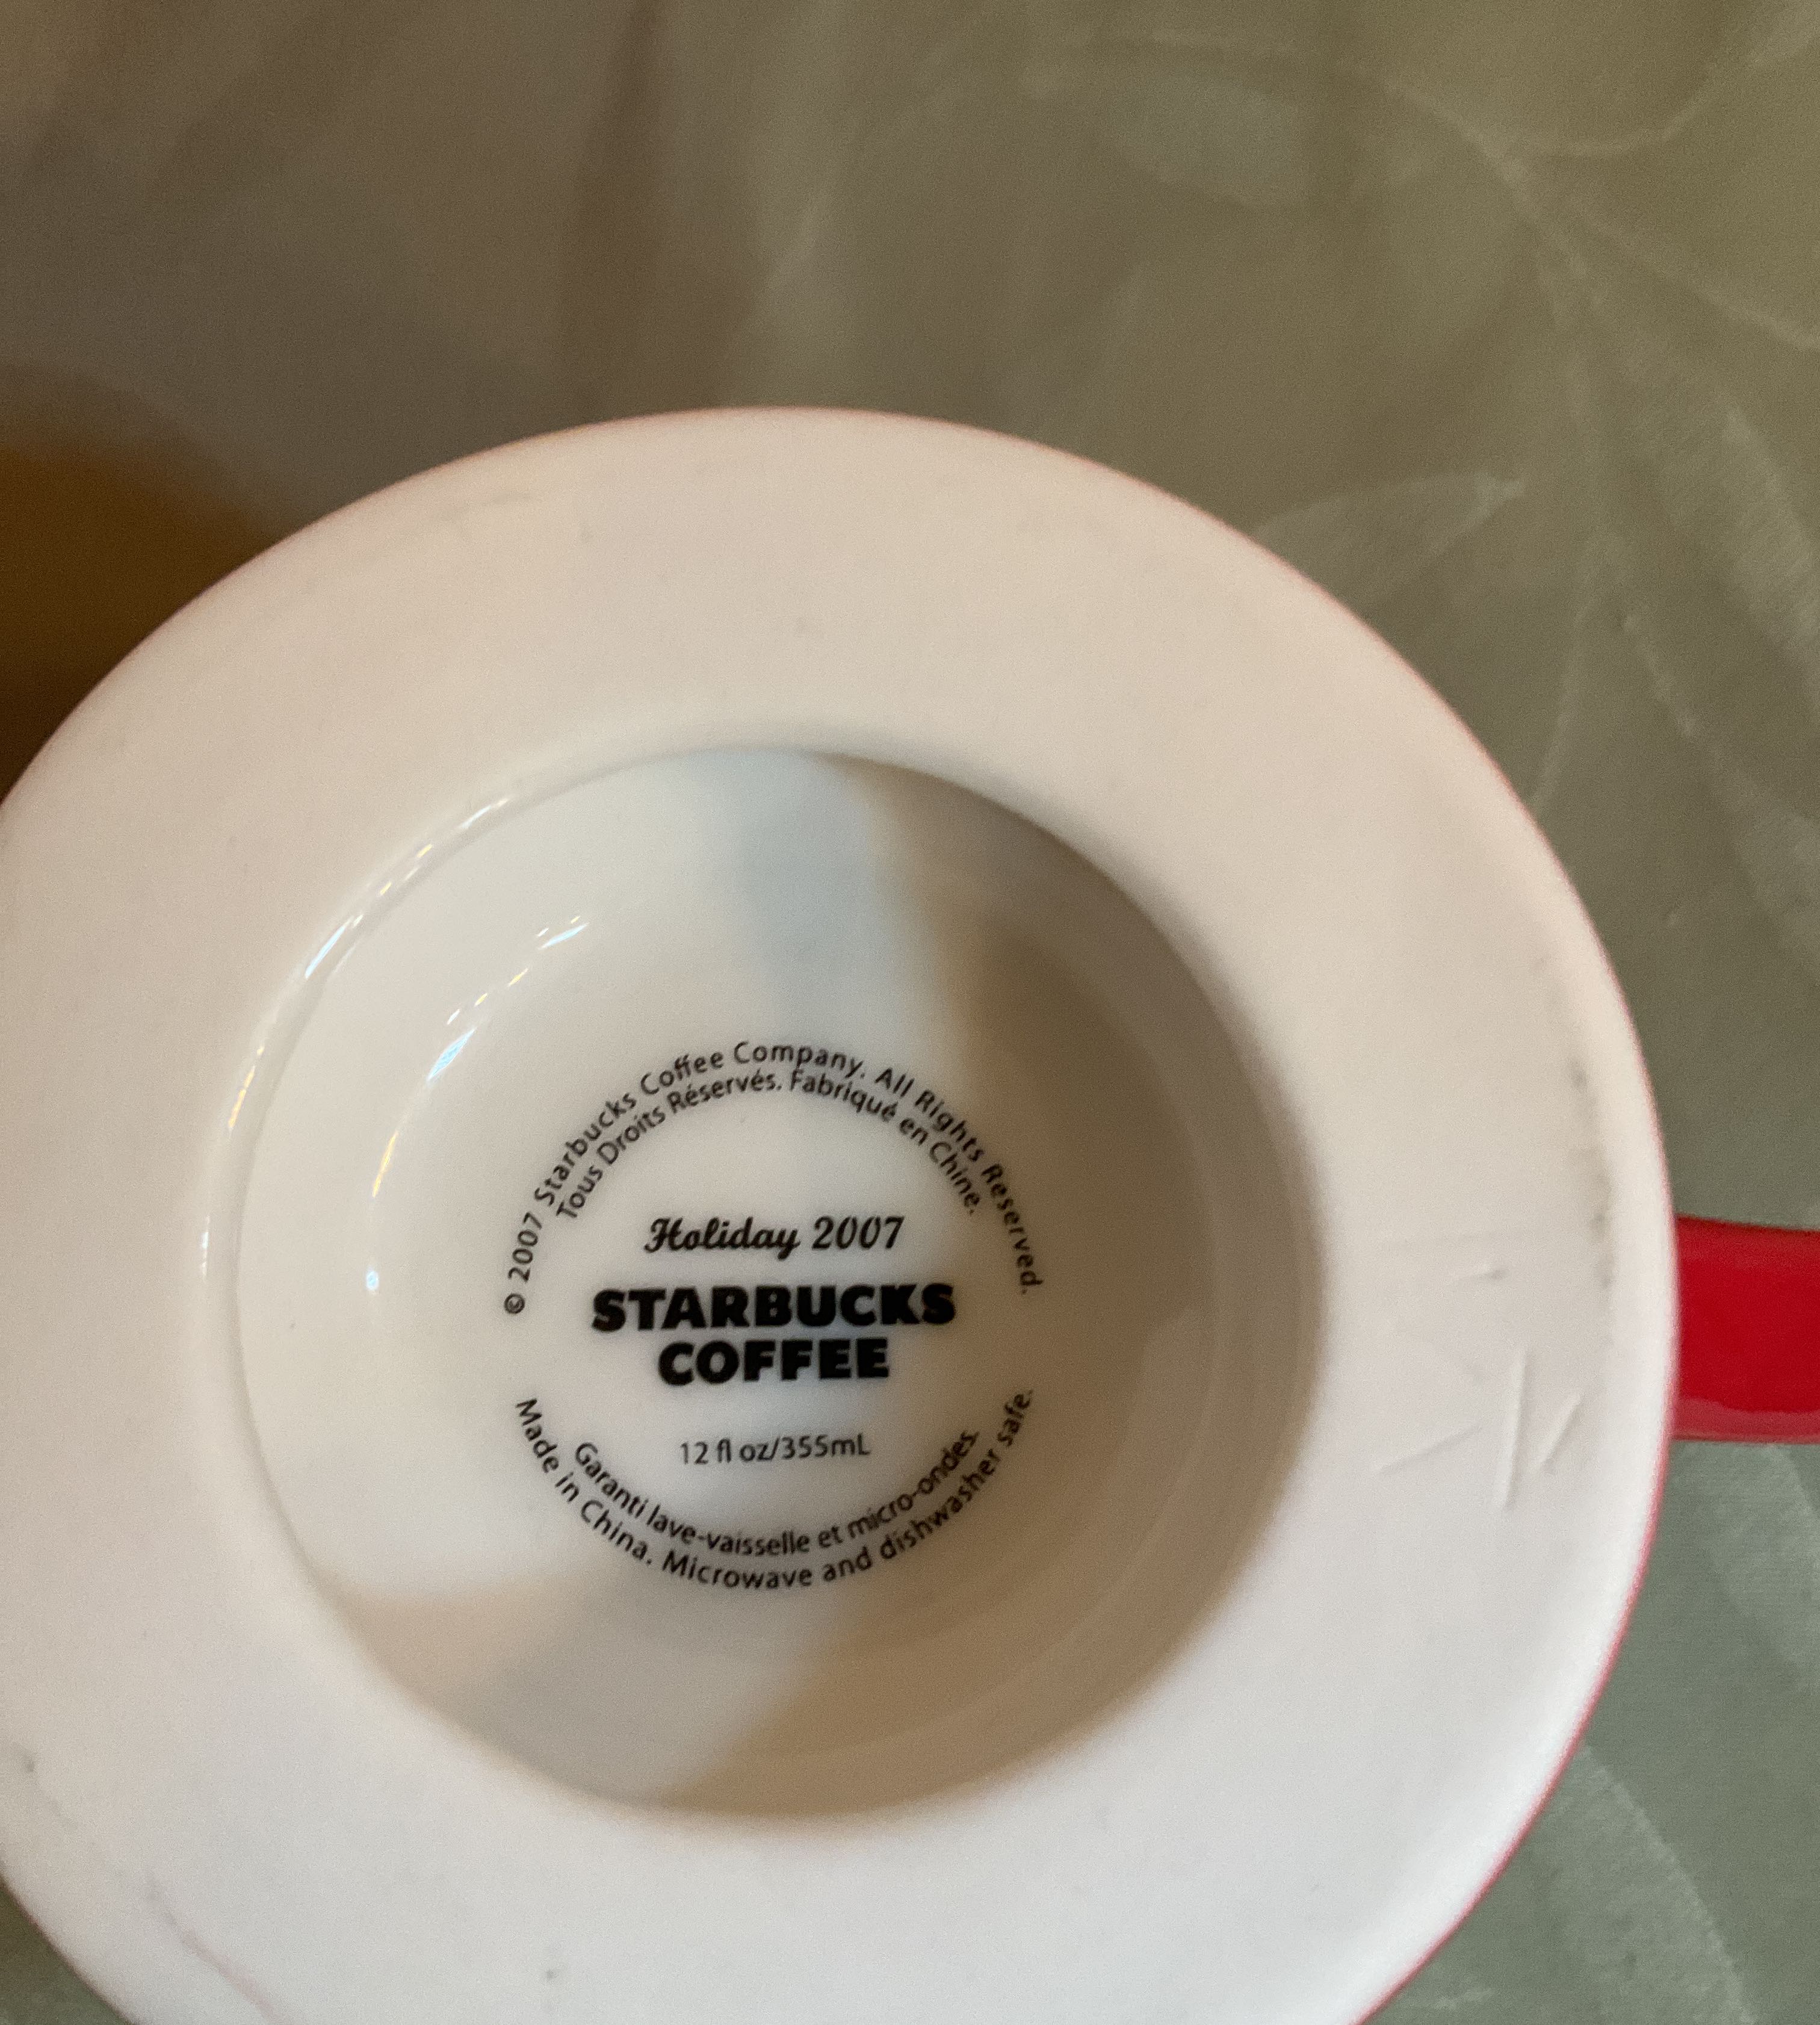 © 2007 Starbucks Coffee Company. All Rights Reserved.
Tous Droits Réservés. Fabriqué en Chine.
Holiday 2007
STARBUCKS
COFFEE
12 fl oz/355mL
Garanti lave-vaisselle et micro-ondes.
Made in China. Microwave and dishwasher safe.